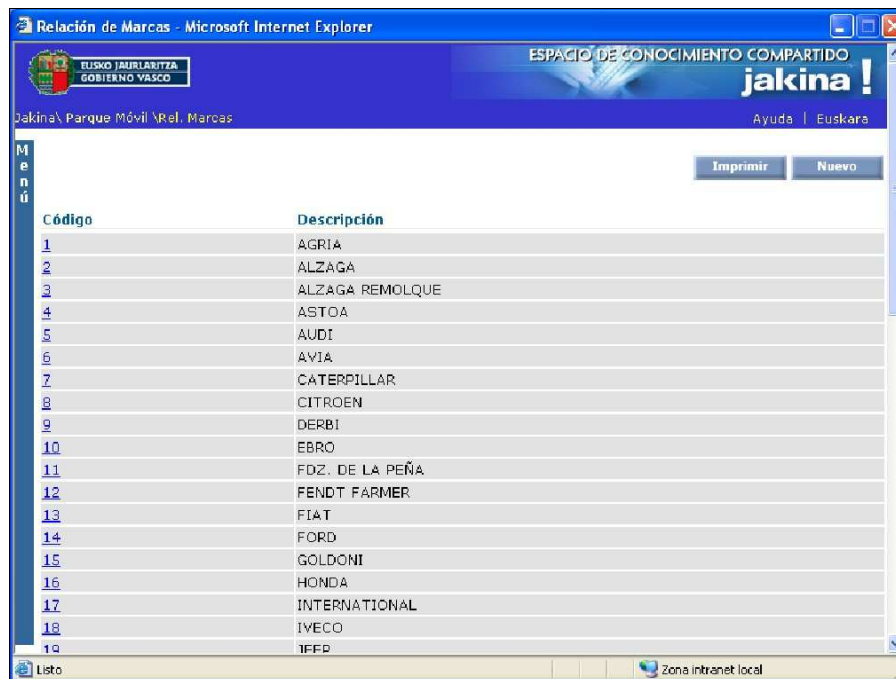 Relación de Marcas - Microsoft Internet Explorer
EUSKO JAURLARITZA
GOBIERNO VASCO
ESPACIO DE CONOCIMIENTO COMPARTIDO
jakina!
Jakina\ Parque Móvil \Rel. Marcas
Ayuda | Euskara
Menú
Imprimir Nuevo
Código Descripción
1 AGRIA
2 ALZAGA
3 ALZAGA REMOLQUE
4 ASTOA
5 AUDI
6 AVIA
7 CATERPILLAR
8 CITROEN
9 DERBI
10 EBRO
11 FDZ. DE LA PEÑA
12 FENDT FARMER
13 FIAT
14 FORD
15 GOLDONI
16 HONDA
17 INTERNATIONAL
18 IVECO
19 JEEP
Listo Zona intranet local